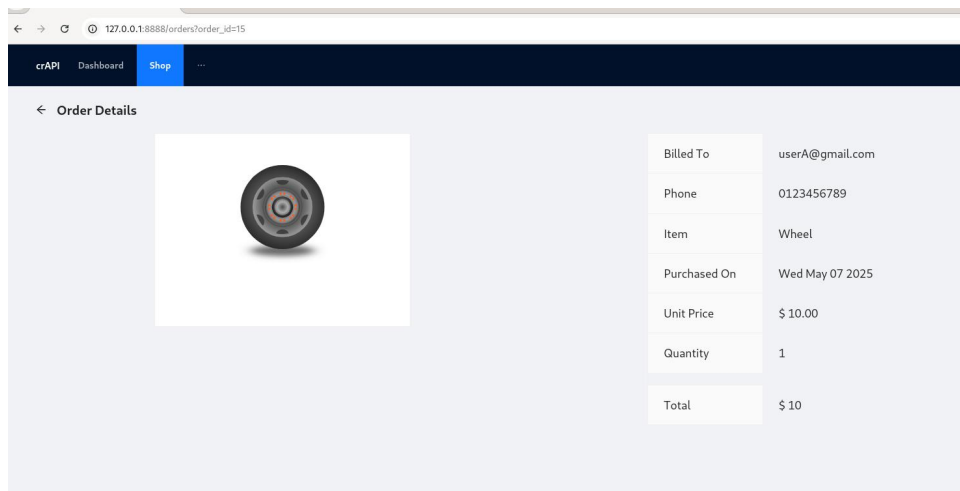 127.0.0.1:8888/orders?order_id=15
crAPI Dashboard Shop ...
Order Details
Billed To userA@gmail.com
Phone 0123456789
Item Wheel
Purchased On Wed May 07 2025
Unit Price $ 10.00
Quantity 1
Total $ 10